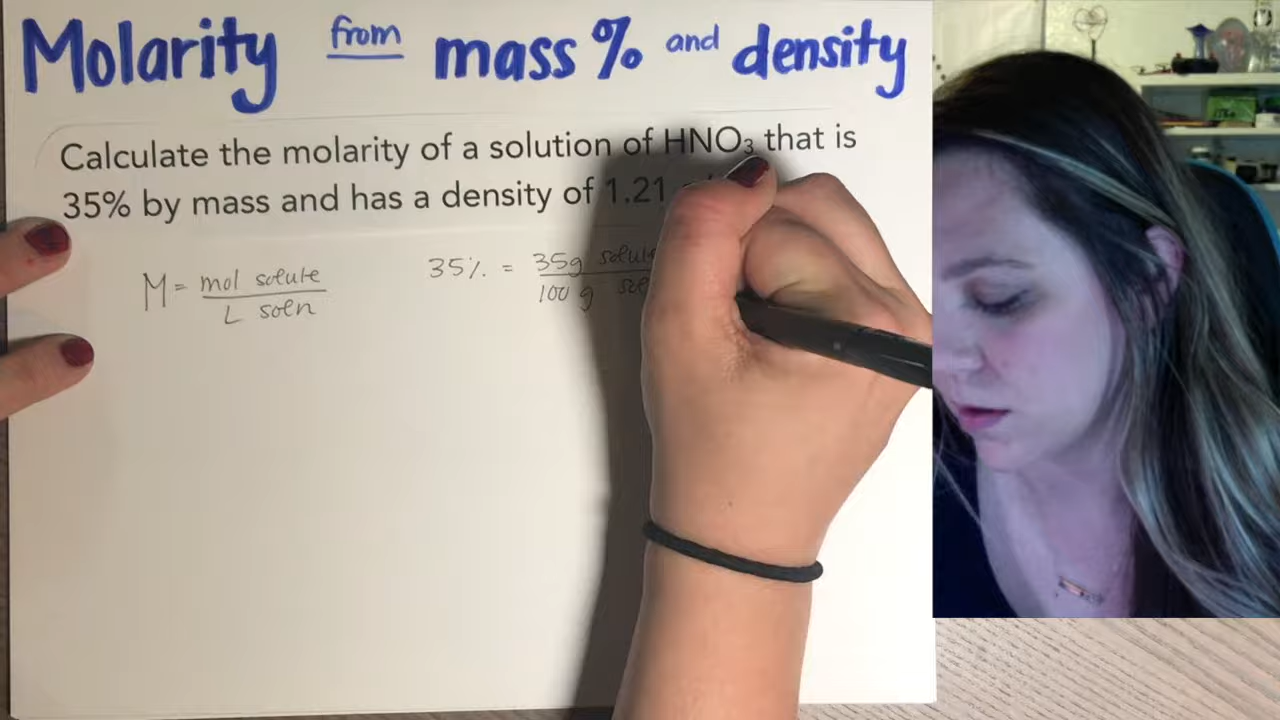 Molarity from mass % and density
Calculate the molarity of a solution of HNO₃ that is
35% by mass and has a density of 1.21
M = mol solute / L soln
35% = 35g / 100 g